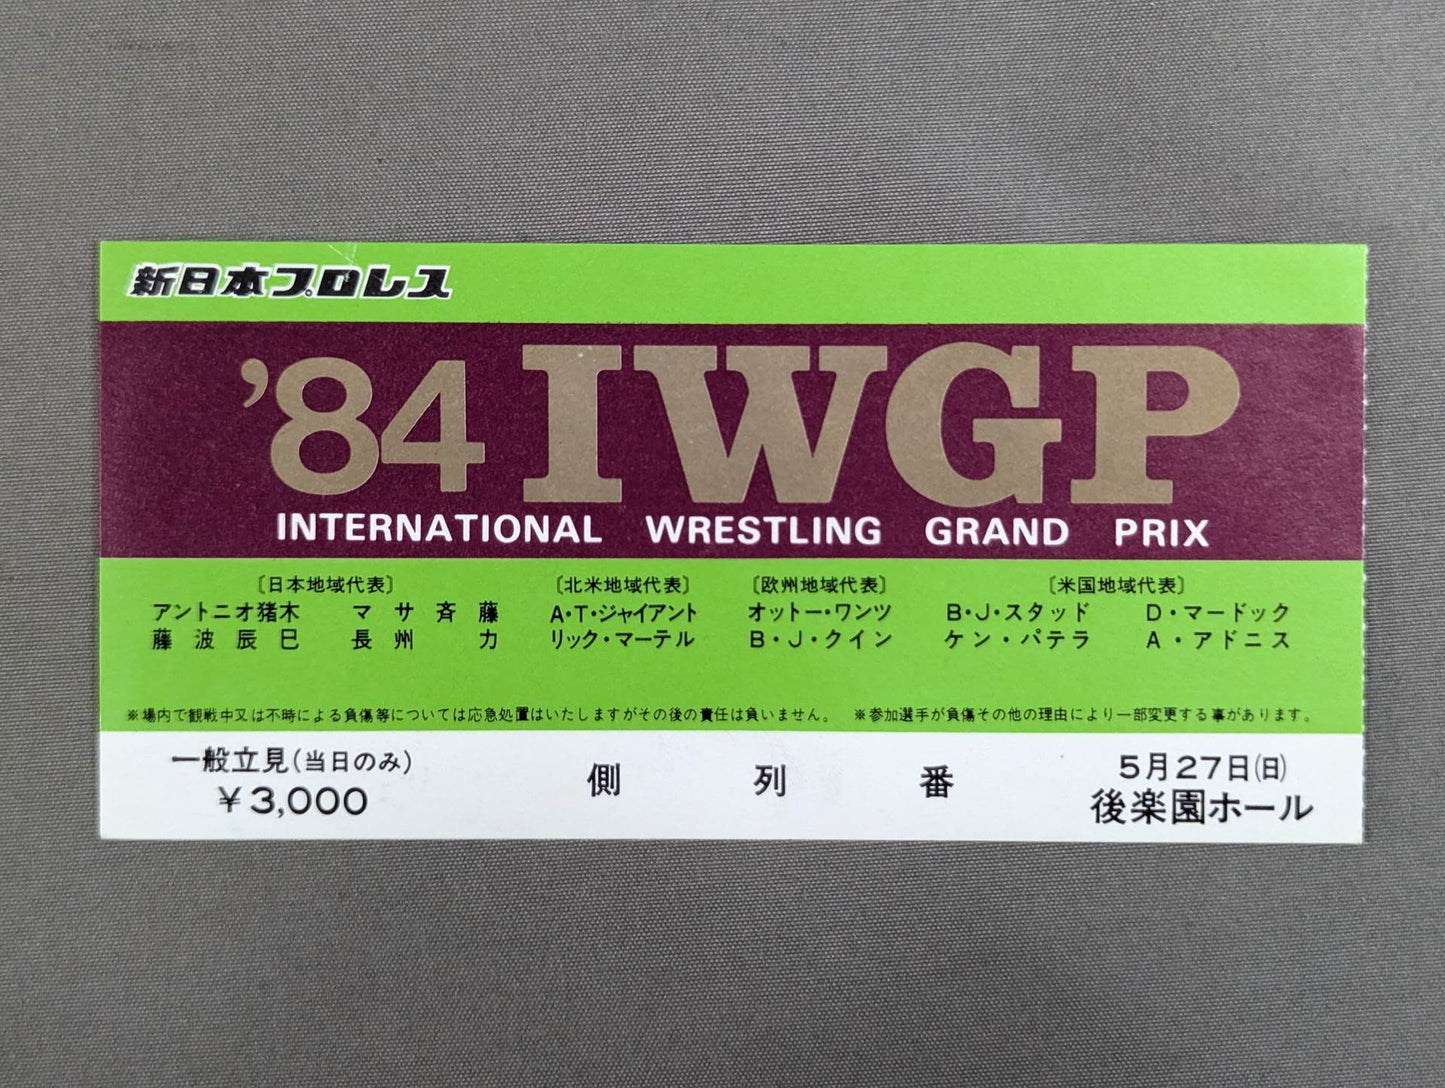 新日本プロレス
'84 IWGP
INTERNATIONAL WRESTLING GRAND PRIX
〔日本地域代表〕 〔北米地域代表〕 〔欧州地域代表〕 〔米国地域代表〕
アントニオ猪木 マサ斉藤 A・T・ジャイアント オットー・ワンツ B・J・スタッド D・マードック
藤波辰巳 長州力 リック・マーテル B・J・クイン ケン・パテラ A・アドニス
※場内で観戦中又は不時による負傷等については応急処置はいたしますがその後の責任は負いません。 ※参加選手が負傷その他の理由により一部変更する事があります。
一般立見(当日のみ) 側 列 番 5月27日(日)
¥3,000 後楽園ホール